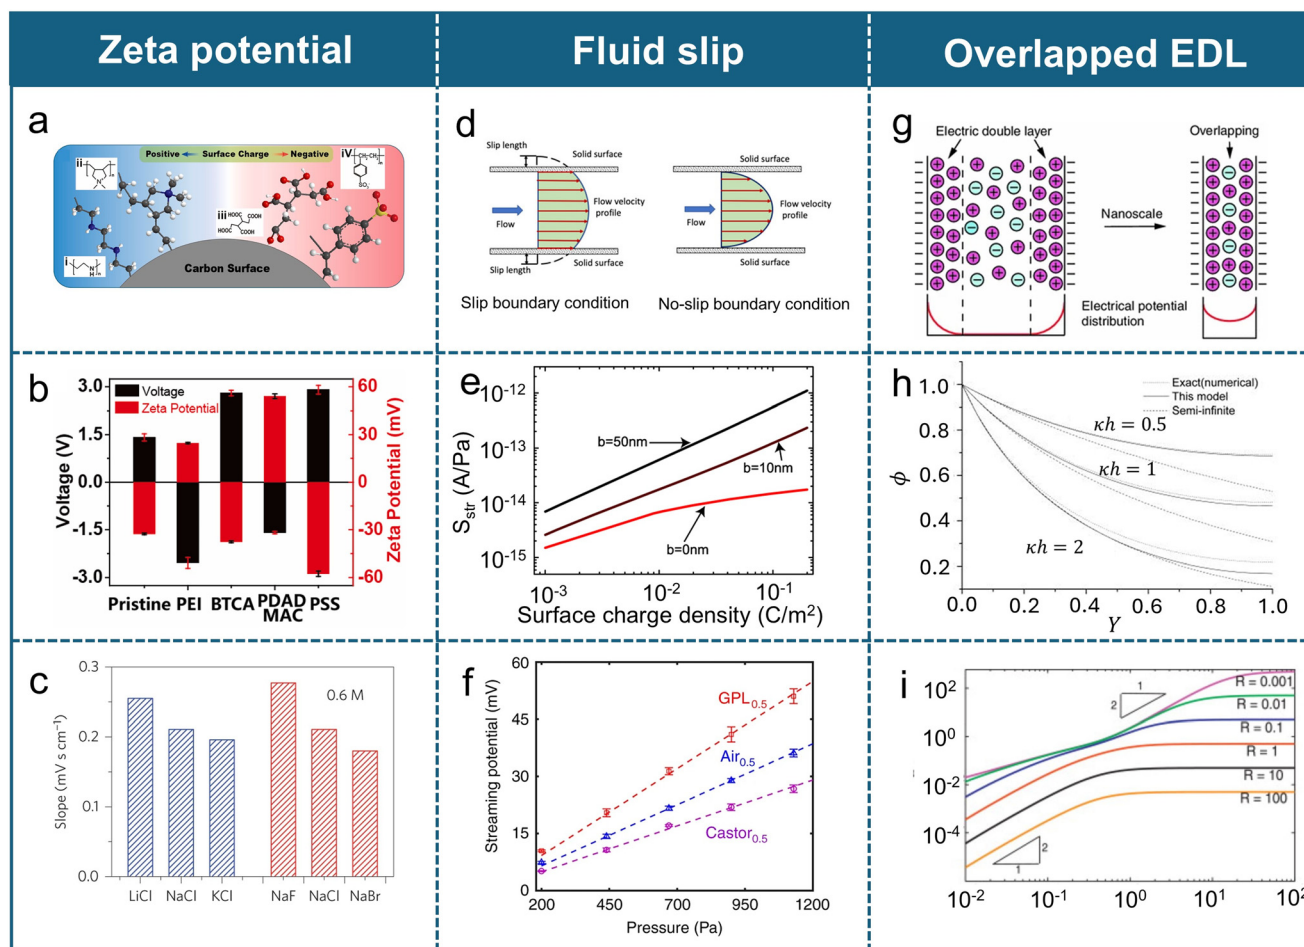 Zeta potential
Fluid slip
Overlapped EDL
a
ii
iV
Positive
Surface Charge
Negative
iii
HOOC
COOH
HOOC
COOH
i
Carbon Surface
d
Slip length
Solid surface
Flow
Flow velocity
profile
Slip length
Solid surface
Slip boundary condition
Solid surface
Flow
Flow velocity
profile
Solid surface
No-slip boundary condition
g
Electric double layer
Overlapping
Nanoscale
Electrical potential
distribution
b
Voltage
Zeta Potential
Voltage (V)
3.0
1.5
0.0
-1.5
-3.0
60
30
0
-30
-60
Zeta Potential (mV)
Pristine PEI BTCA PDAD MAC PSS
e
S_str (A/Pa)
10⁻¹²
10⁻¹³
10⁻¹⁴
10⁻¹⁵
b=50nm
b=10nm
b=0nm
10⁻³ 10⁻² 10⁻¹
Surface charge density (C/m²)
h
Exact(numerical)
This model
Semi-infinite
κh = 0.5
κh = 1
κh = 2
ϕ
1.0
0.8
0.6
0.4
0.2
0.0 0.2 0.4 0.6 0.8 1.0
Y
c
0.6 M
Slope (mV s cm⁻¹)
0.3
0.2
0.1
0.0
LiCl NaCl KCl NaF NaCl NaBr
f
Streaming potential (mV)
60
45
30
15
0
GPL₀.₅
Air₀.₅
Castor₀.₅
200 450 700 950 1200
Pressure (Pa)
i
10²
10⁰
10⁻²
10⁻⁴
1
2
R = 0.001
R = 0.01
R = 0.1
R = 1
R = 10
R = 100
2
1
10⁻² 10⁻¹ 10⁰ 10¹ 10²